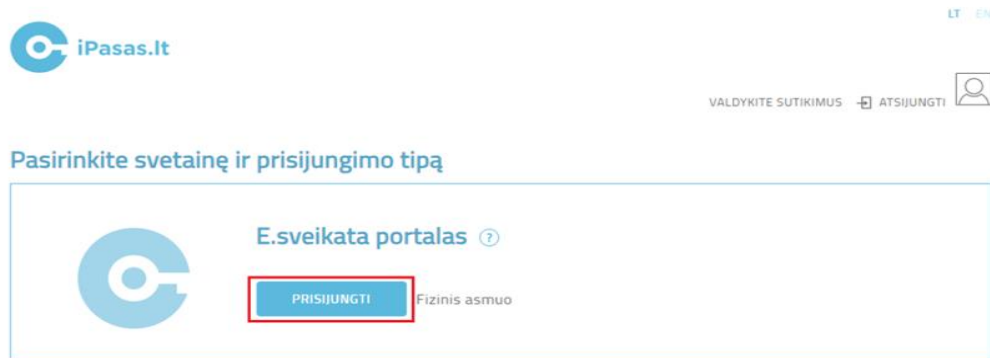 LT EN
iPasas.lt
VALDYKITE SUTIKIMUS ATSIJUNGTI
Pasirinkite svetainę ir prisijungimo tipą
E.sveikata portalas ?
PRISIJUNGTI Fizinis asmuo